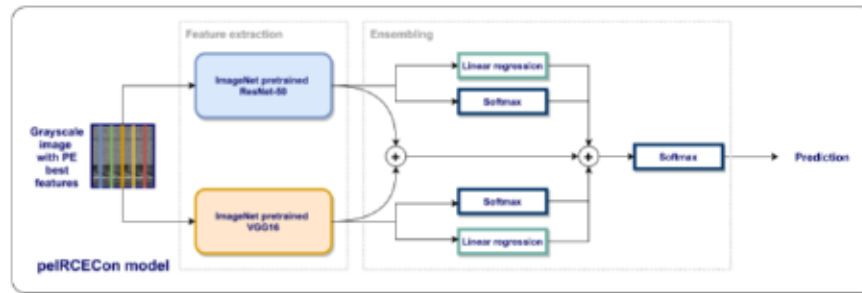 Feature extraction
Ensembling
ImageNet pretrained
ResNet-50
Linear regression
Softmax
Grayscale
image
with PE
best
features
Softmax
Prediction
ImageNet pretrained
VGG16
Softmax
Linear regression
peIRCECon model